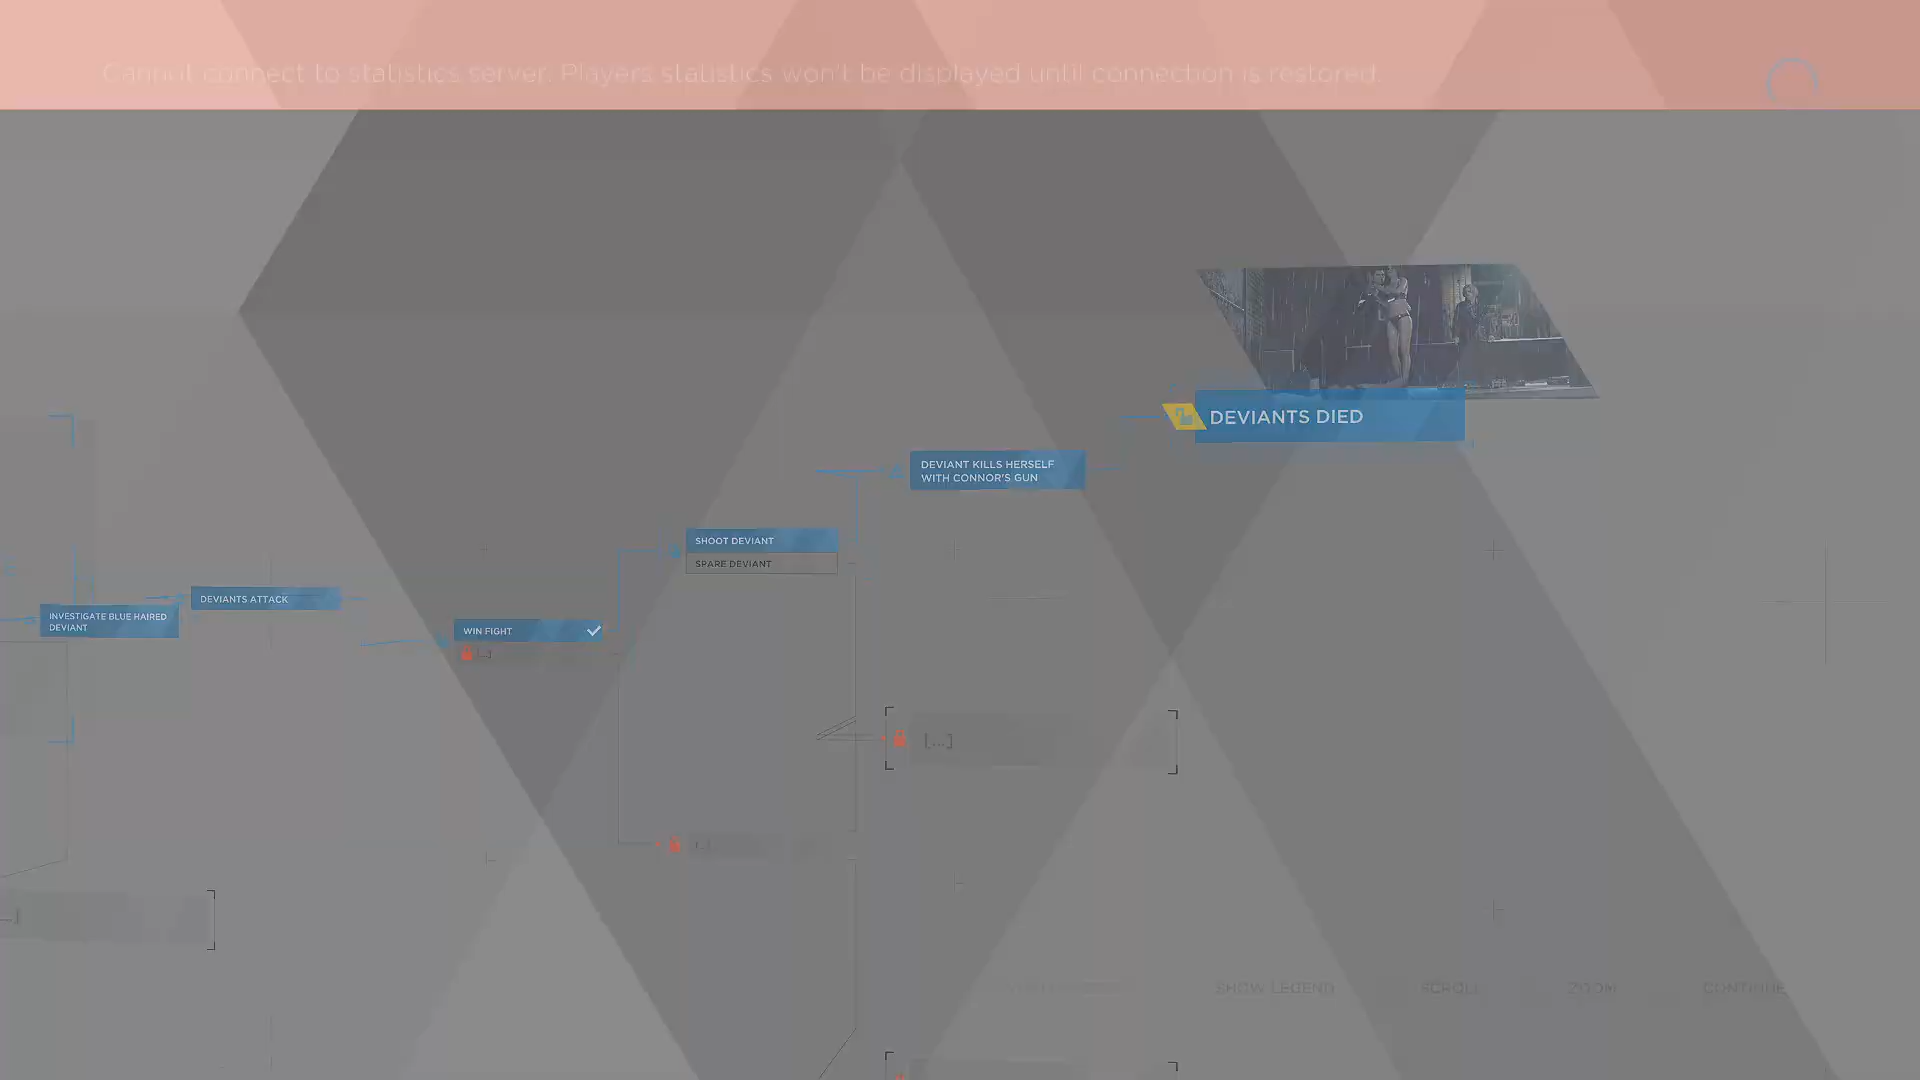 Cannot connect to statistics server. Players statistics won't be displayed until connection is restored.
DEVIANTS DIED
DEVIANT KILLS HERSELF
WITH CONNOR'S GUN
SHOOT DEVIANT
SPARE DEVIANT
DEVIANTS ATTACK
INVESTIGATE BLUE HAIRED
DEVIANT
WIN FIGHT
[...]
[...]
[...]
SHOW LEGEND
SCROLL
ZOOM
CONTINUE